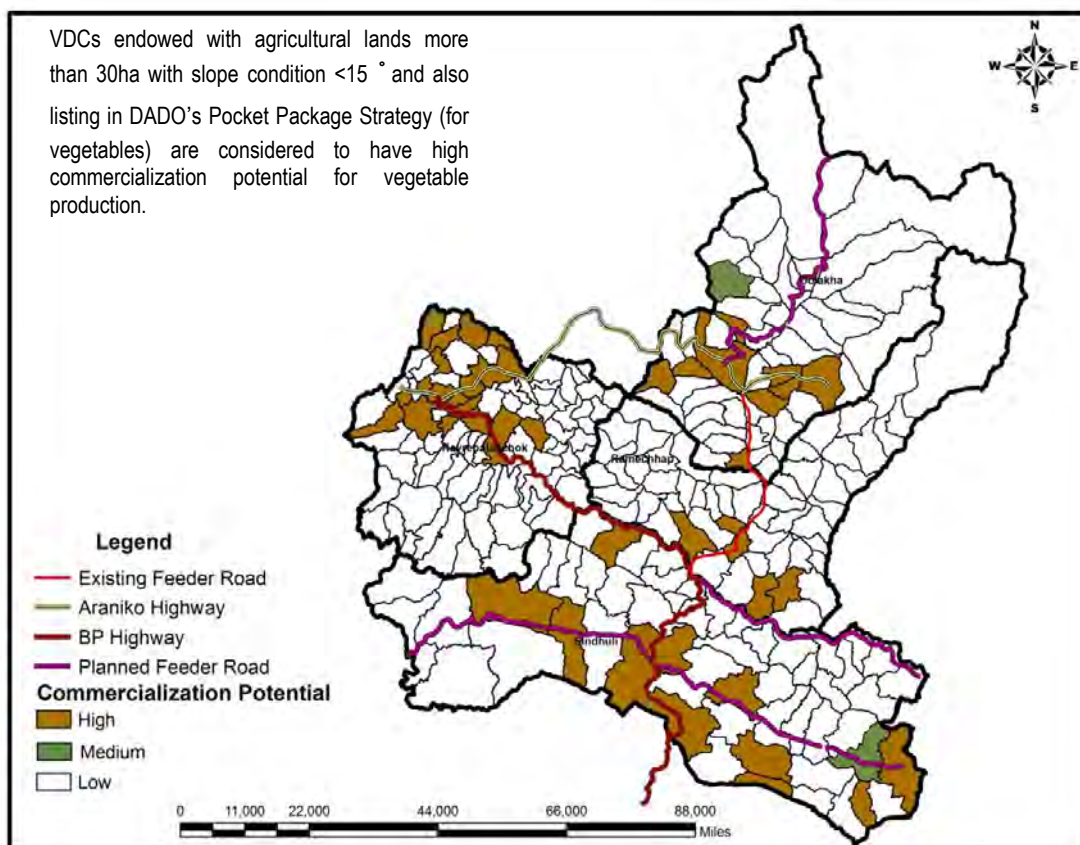 VDCs endowed with agricultural lands more
than 30ha with slope condition <15 ° and also
listing in DADO's Pocket Package Strategy (for
vegetables) are considered to have high
commercialization potential for vegetable
production.
N
W E
S
Ramechhap
Sindhuli
Legend
Existing Feeder Road
Araniko Highway
BP Highway
Planned Feeder Road
Commercialization Potential
High
Medium
Low
0 11,000 22,000 44,000 66,000 88,000
Miles